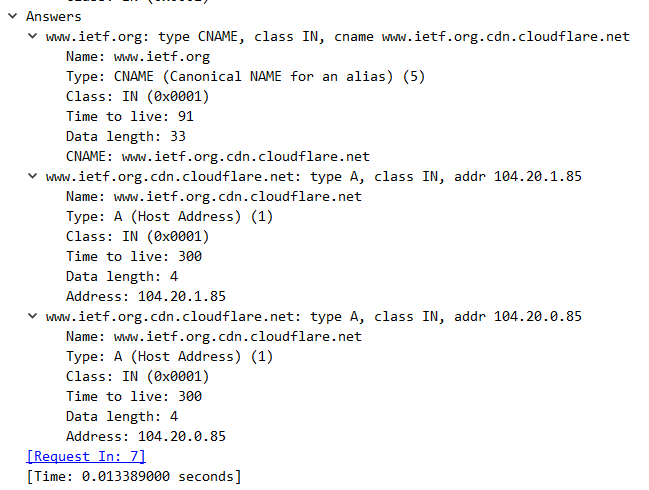 Answers
www.ietf.org: type CNAME, class IN, cname www.ietf.org.cdn.cloudflare.net
Name: www.ietf.org
Type: CNAME (Canonical NAME for an alias) (5)
Class: IN (0x0001)
Time to live: 91
Data length: 33
CNAME: www.ietf.org.cdn.cloudflare.net
www.ietf.org.cdn.cloudflare.net: type A, class IN, addr 104.20.1.85
Name: www.ietf.org.cdn.cloudflare.net
Type: A (Host Address) (1)
Class: IN (0x0001)
Time to live: 300
Data length: 4
Address: 104.20.1.85
www.ietf.org.cdn.cloudflare.net: type A, class IN, addr 104.20.0.85
Name: www.ietf.org.cdn.cloudflare.net
Type: A (Host Address) (1)
Class: IN (0x0001)
Time to live: 300
Data length: 4
Address: 104.20.0.85
[Request In: 7]
[Time: 0.013389000 seconds]